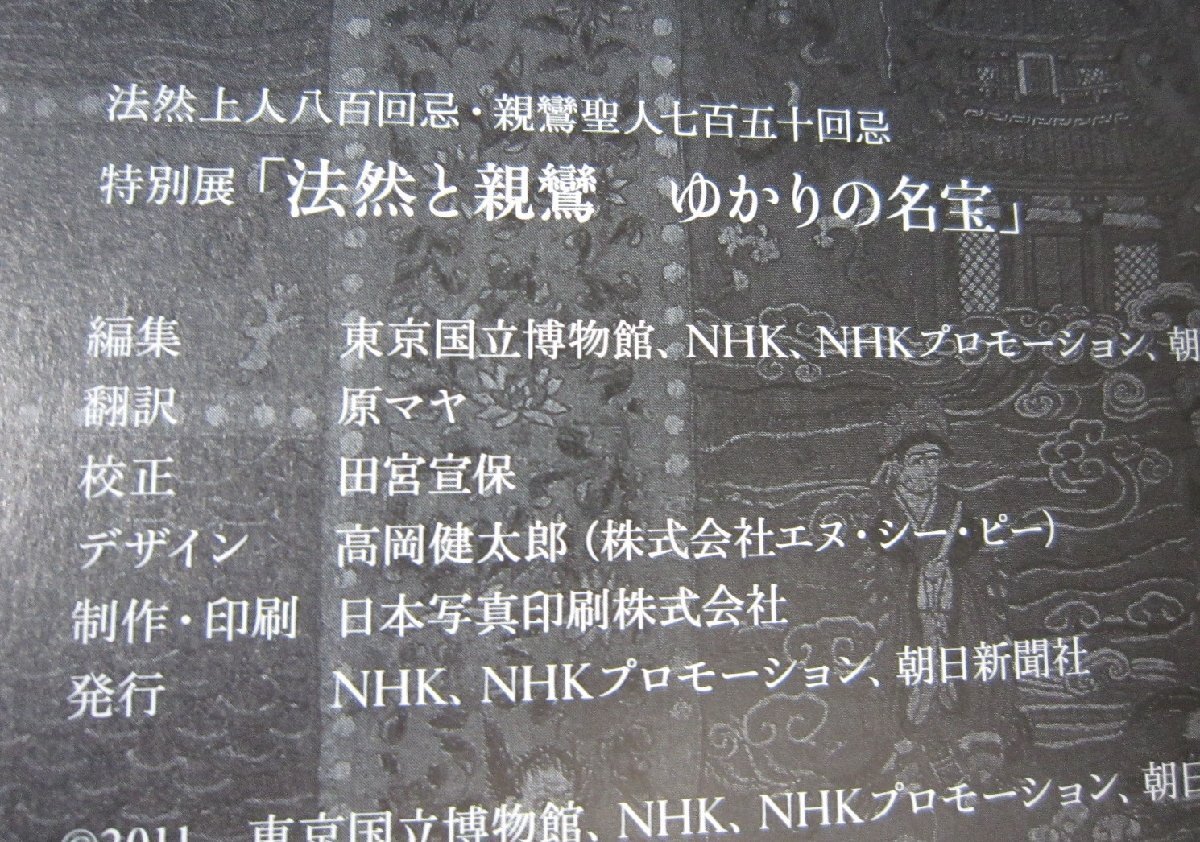 法然上人八百回忌・親鸞聖人七百五十回忌
特別展「法然と親鸞　ゆかりの名宝」
編集　東京国立博物館、NHK、NHKプロモーション、朝
翻訳　原マヤ
校正　田宮宣保
デザイン　高岡健太郎（株式会社エヌ・シー・ピー）
制作・印刷　日本写真印刷株式会社
発行　NHK、NHKプロモーション、朝日新聞社
©2011　東京国立博物館、NHK、NHKプロモーション、朝日